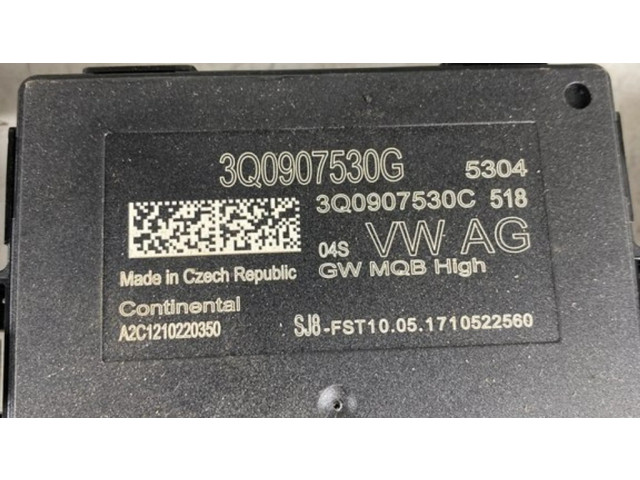 3Q0907530G 5304
3Q0907530C 518
04S VW AG
GW MQB High
Made in Czech Republic
Continental
A2C1210220350
SJ8-FST10.05.1710522560